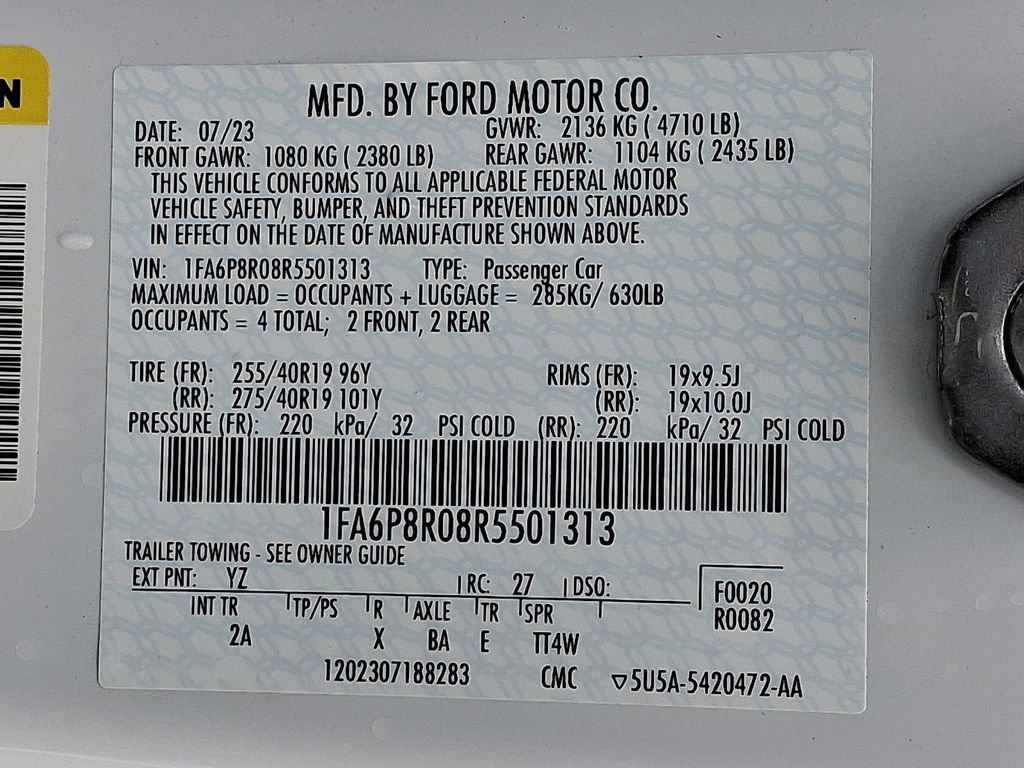 N
MFD. BY FORD MOTOR CO.
DATE: 07/23 GVWR: 2136 KG ( 4710 LB)
FRONT GAWR: 1080 KG ( 2380 LB) REAR GAWR: 1104 KG ( 2435 LB)
THIS VEHICLE CONFORMS TO ALL APPLICABLE FEDERAL MOTOR
VEHICLE SAFETY, BUMPER, AND THEFT PREVENTION STANDARDS
IN EFFECT ON THE DATE OF MANUFACTURE SHOWN ABOVE.
VIN: 1FA6P8R08R5501313 TYPE: Passenger Car
MAXIMUM LOAD = OCCUPANTS + LUGGAGE = 285KG/ 630LB
OCCUPANTS = 4 TOTAL; 2 FRONT, 2 REAR
TIRE (FR): 255/40R19 96Y RIMS (FR): 19x9.5J
(RR): 275/40R19 101Y (RR): 19x10.0J
PRESSURE (FR): 220 kPa/ 32 PSI COLD (RR): 220 kPa/ 32 PSI COLD
1FA6P8R08R5501313
TRAILER TOWING - SEE OWNER GUIDE
EXT PNT: YZ RC: 27 DSO:
F0020
INT TR TP/PS R AXLE TR SPR
R0082
2A X BA E TT4W
1202307188283 CMC ▽5U5A-5420472-AA